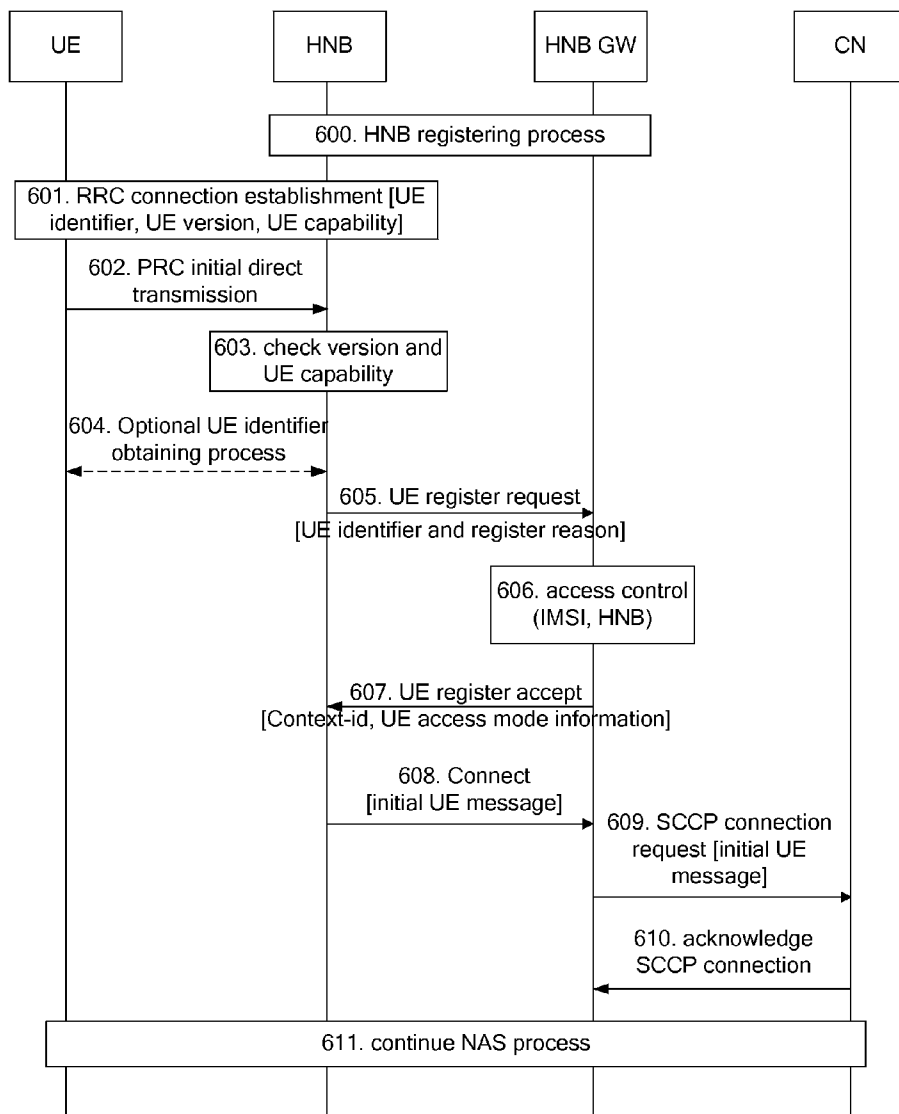 UE
HNB
HNB GW
CN
600. HNB registering process
601. RRC connection establishment [UE
identifier, UE version, UE capability]
602. PRC initial direct
transmission
603. check version and
UE capability
604. Optional UE identifier
obtaining process
605. UE register request
[UE identifier and register reason]
606. access control
(IMSI, HNB)
607. UE register accept
[Context-id, UE access mode information]
608. Connect
[initial UE message]
609. SCCP connection
request [initial UE
message]
610. acknowledge
SCCP connection
611. continue NAS process